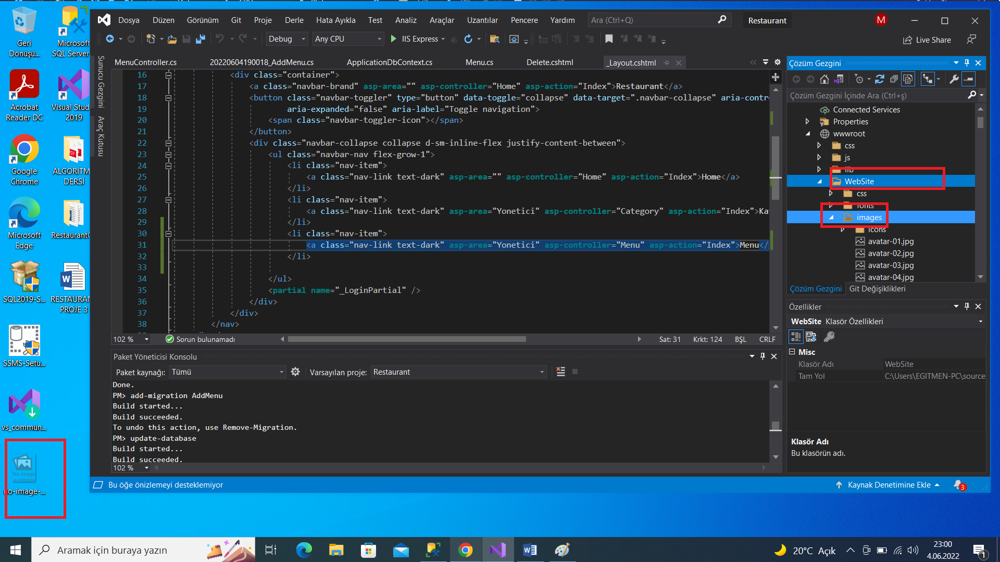 Geri
Dönüşü...
Microsoft
SQL Server
Acrobat
Reader DC
Visual Stud
2019
Google
Chrome
ALGORİTM
DERSİ
Microsoft
Edge
Restaurant
SQL2019-S...
RESTAURAN
PROJE 3
SSMS-Setu...
vs_commun...
No image
available
no-image-...
Dosya Düzen Görünüm Git Proje Derle Hata Ayıkla Test Analiz Araçlar Uzantılar Pencere Yardım Ara (Ctrl+Q) Restaurant M
Debug Any CPU IIS Express Live Share
Sunucu Gezgini
Araç Kutusu
MenuController.cs 20220604190018_AddMenu.cs ApplicationDbContext.cs Menu.cs Delete.cshtml _Layout.cshtml
16 <div class="container">
17 <a class="navbar-brand" asp-area="" asp-controller="Home" asp-action="Index">Restaurant</a>
18 <button class="navbar-toggler" type="button" data-toggle="collapse" data-target=".navbar-collapse" aria-contro
19 aria-expanded="false" aria-label="Toggle navigation">
20 <span class="navbar-toggler-icon"></span>
21 </button>
22 <div class="navbar-collapse collapse d-sm-inline-flex justify-content-between">
23 <ul class="navbar-nav flex-grow-1">
24 <li class="nav-item">
25 <a class="nav-link text-dark" asp-area="" asp-controller="Home" asp-action="Index">Home</a>
26 </li>
27 <li class="nav-item">
28 <a class="nav-link text-dark" asp-area="Yonetici" asp-controller="Category" asp-action="Index">Ka
29 </li>
30 <li class="nav-item">
31 <a class="nav-link text-dark" asp-area="Yonetici" asp-controller="Menu" asp-action="Index">Menu</
32 </li>
33
34 </ul>
35 <partial name="_LoginPartial" />
36 </div>
37 </div>
38 </nav>
102 % Sorun bulunamadı Sat: 31 Krkt: 124 BŞL CRLF
Paket Yöneticisi Konsolu
Paket kaynağı: Tümü Varsayılan proje: Restaurant
Done.
PM> add-migration AddMenu
Build started...
Build succeeded.
To undo this action, use Remove-Migration.
PM> update-database
Build started...
Build succeeded.
102 %
Çözüm Gezgini
Çözüm Gezgini İçinde Ara (Ctrl+ş)
Connected Services
Properties
wwwroot
css
js
lib
WebSite
css
fonts
images
icons
avatar-01.jpg
avatar-02.jpg
avatar-03.jpg
avatar-04.jpg
Çözüm Gezgini Git Değişiklikleri
Özellikler
WebSite Klasör Özellikleri
Misc
Klasör Adı WebSite
Tam Yol C:\Users\EGITMEN-PC\source
Klasör Adı
Bu klasörün adı.
Bu öğe önizlemeyi desteklemiyor Kaynak Denetimine Ekle 3
Aramak için buraya yazın 20°C Açık 23:00
4.06.2022 1